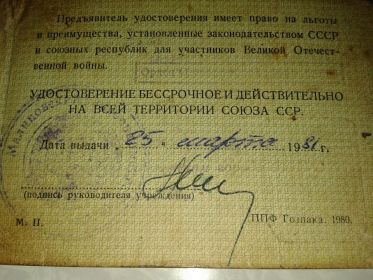 Предъявитель удостоверения имеет право на льготы
и преимущества, установленные законодательством СССР
и союзных республик для участников Великой Отечест-
венной войны.
УДОСТОВЕРЕНИЕ БЕССРОЧНОЕ И ДЕЙСТВИТЕЛЬНО
НА ВСЕЙ ТЕРРИТОРИИ СОЮЗА ССР.
Дата выдачи 25. марта 1981 г.
(подпись руководителя учреждения)
М. П.
ППФ Гознака. 1980.